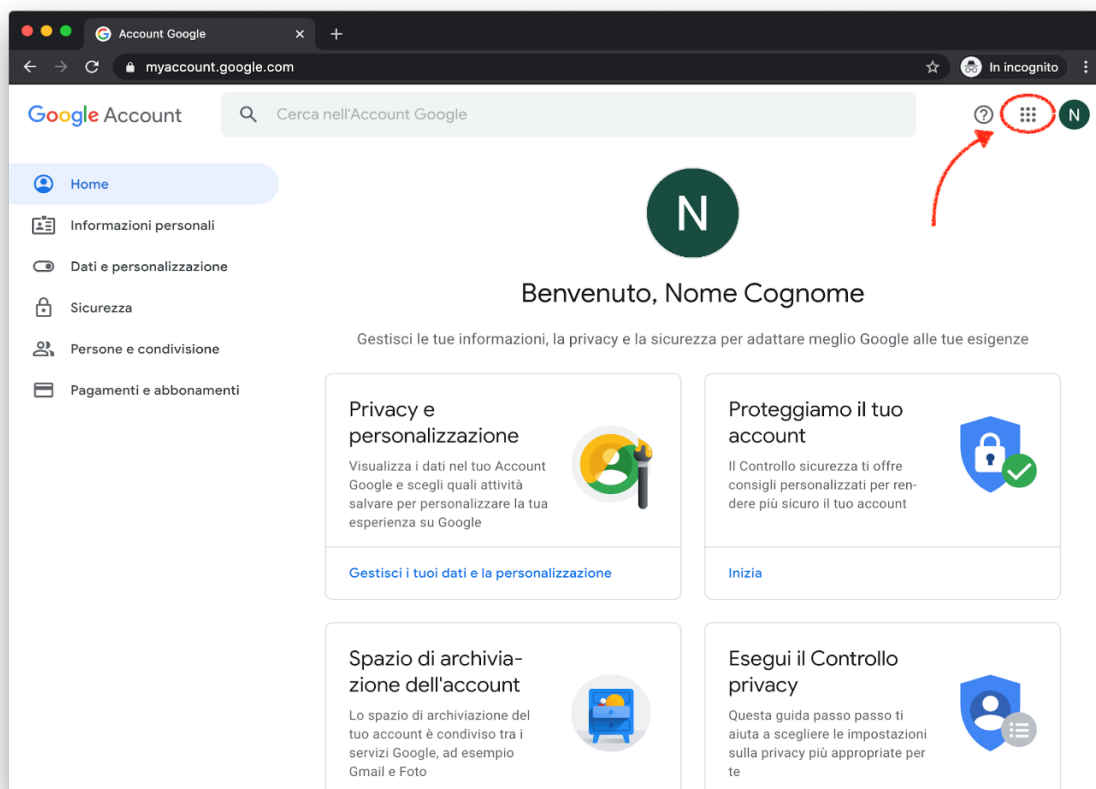 Account Google
myaccount.google.com
In incognito
Google Account
Cerca nell'Account Google
N
Home
Informazioni personali
Dati e personalizzazione
Sicurezza
Persone e condivisione
Pagamenti e abbonamenti
N
Benvenuto, Nome Cognome
Gestisci le tue informazioni, la privacy e la sicurezza per adattare meglio Google alle tue esigenze
Privacy e
personalizzazione
Visualizza i dati nel tuo Account
Google e scegli quali attività
salvare per personalizzare la tua
esperienza su Google
Gestisci i tuoi dati e la personalizzazione
Proteggiamo il tuo
account
Il Controllo sicurezza ti offre
consigli personalizzati per ren-
dere più sicuro il tuo account
Inizia
Spazio di archivia-
zione dell'account
Lo spazio di archiviazione del
tuo account è condiviso tra i
servizi Google, ad esempio
Gmail e Foto
Esegui il Controllo
privacy
Questa guida passo passo ti
aiuta a scegliere le impostazioni
sulla privacy più appropriate per
te